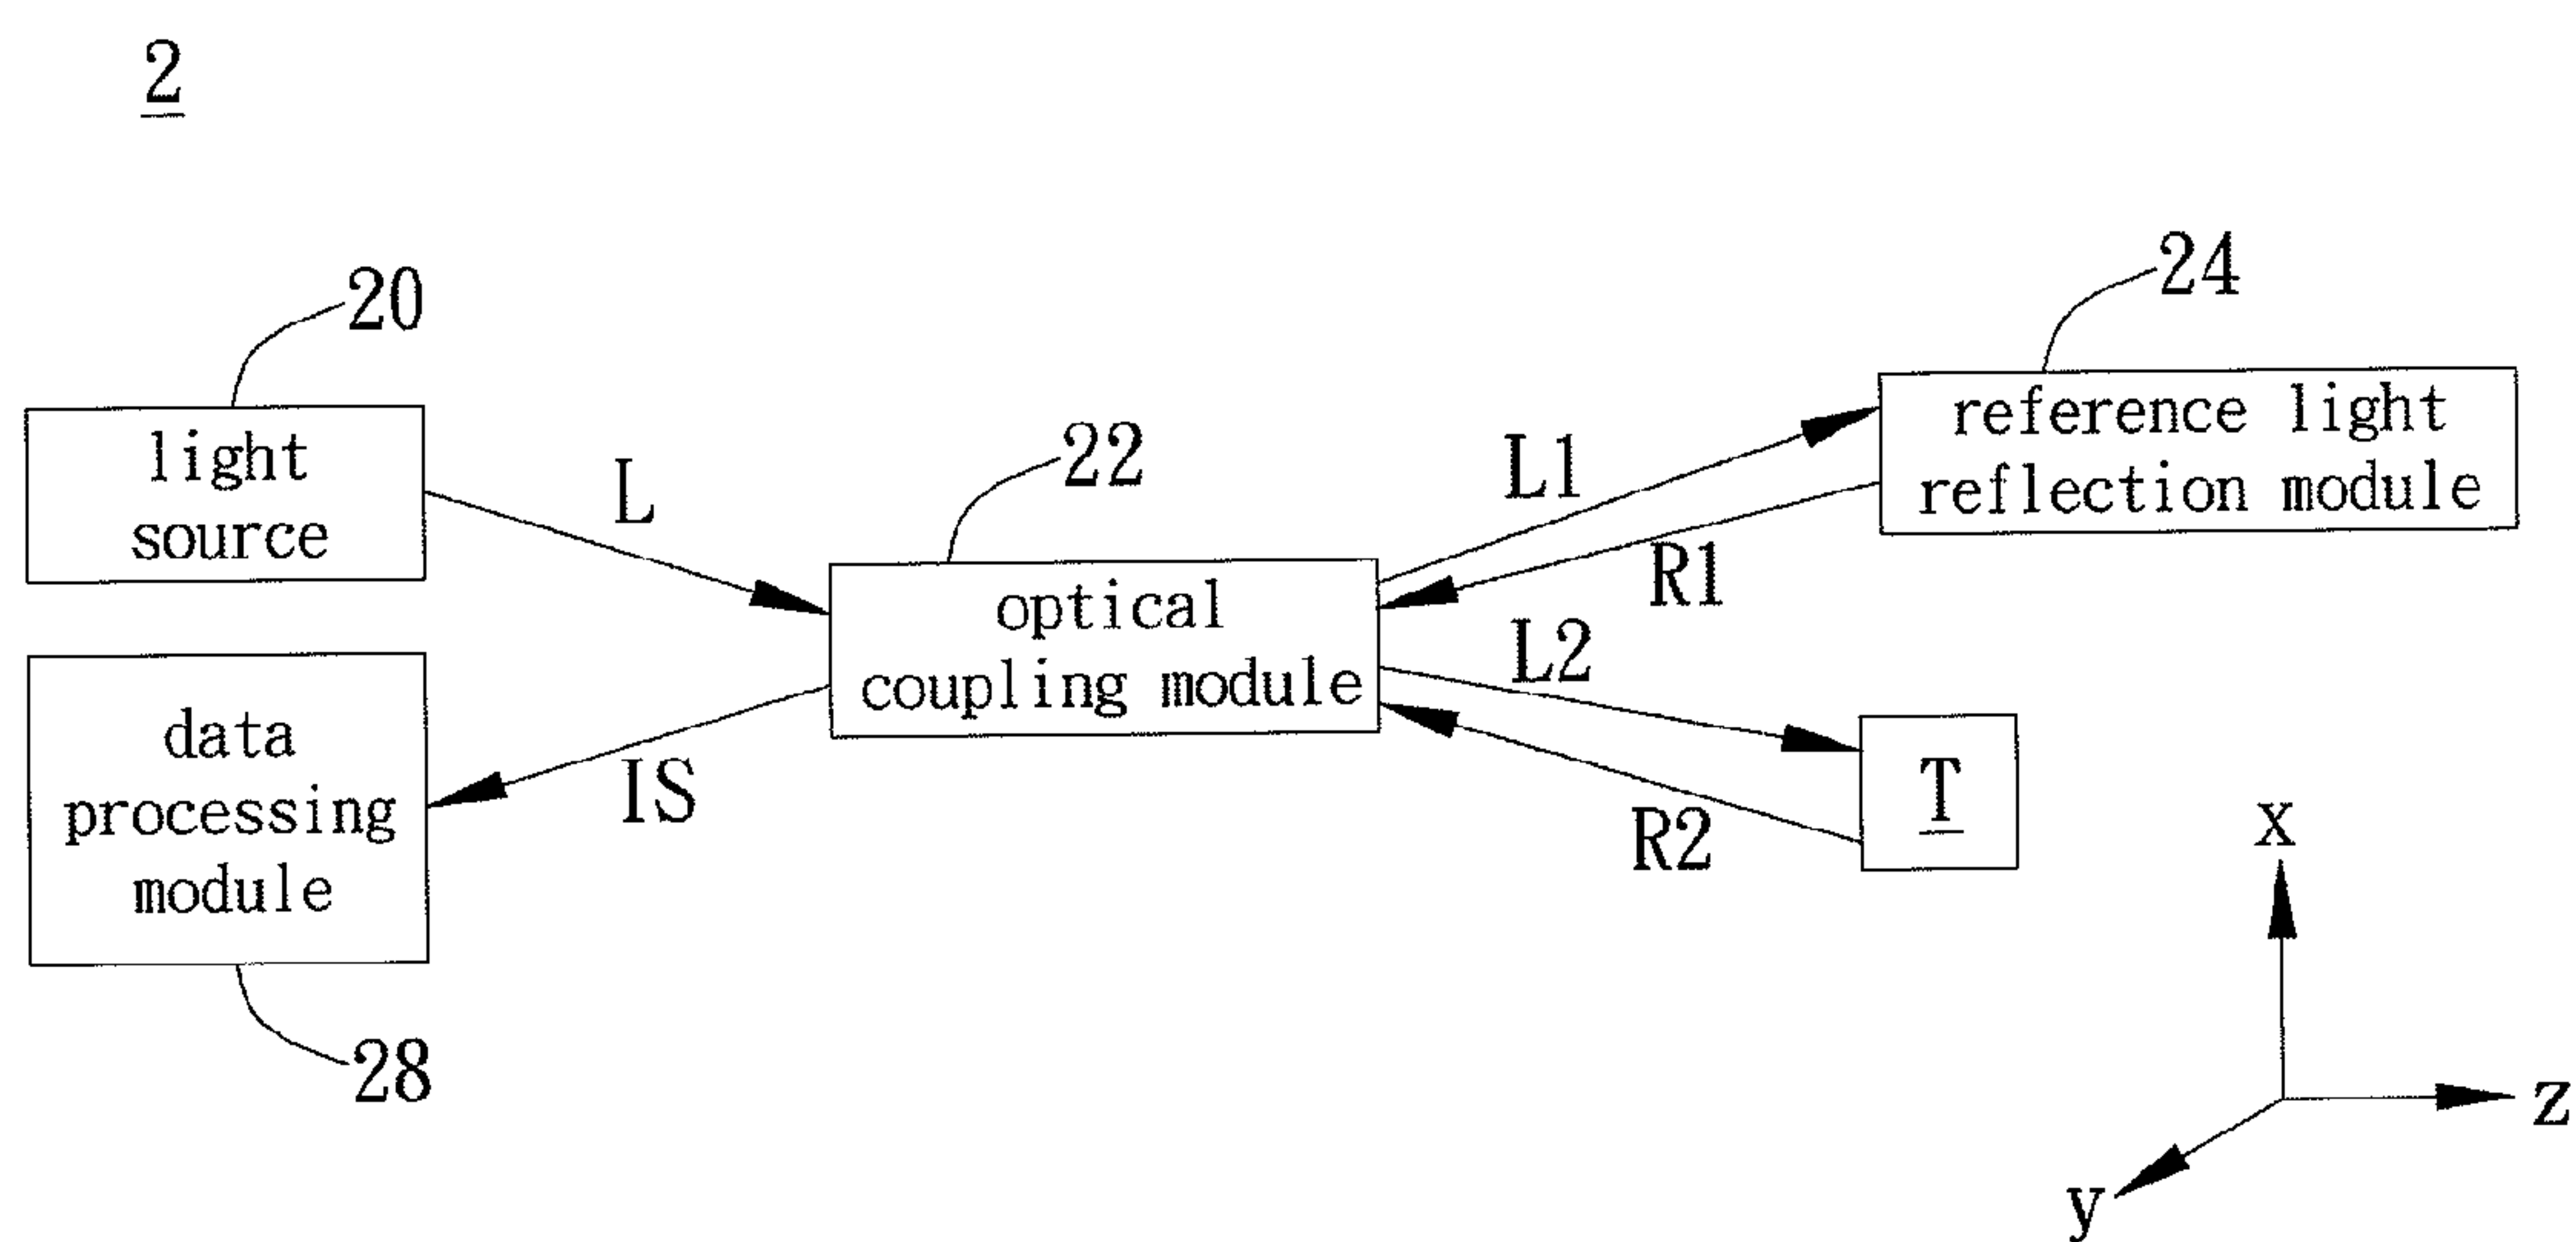 2
20
24
light
source
L
22
L1
reference light
reflection module
R1
optical
coupling module
L2
data
processing
module
IS
T
R2
28
x
z
y